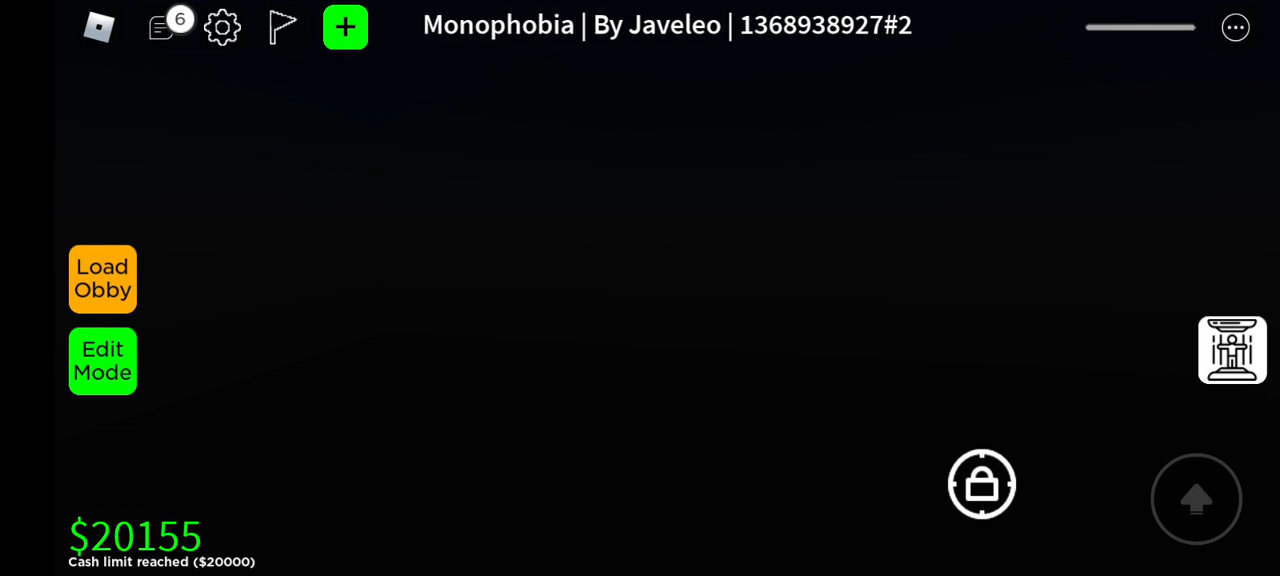 6
Monophobia | By Javeleo | 1368938927#2
Load
Obby
Edit
Mode
$20155
Cash limit reached ($20000)